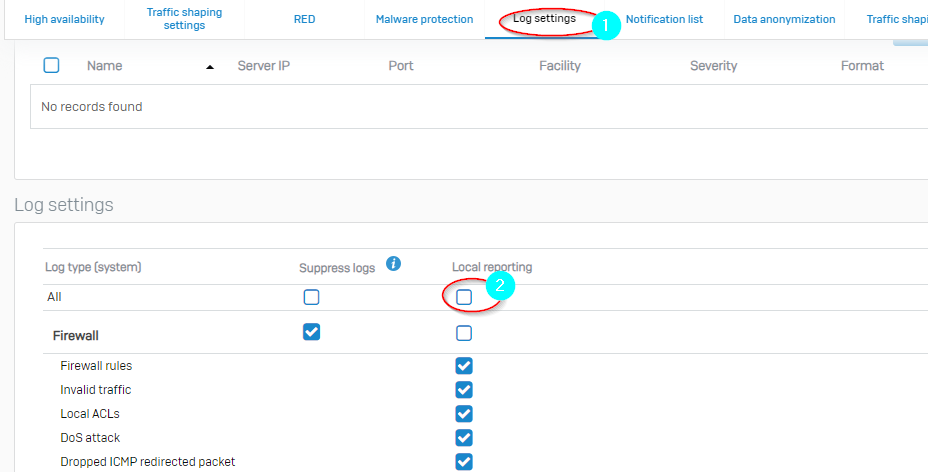 High availability
Traffic shaping
settings
RED
Malware protection
Log settings
1
Notification list
Data anonymization
Traffic shapi
Name
Server IP
Port
Facility
Severity
Format
No records found
Log settings
Log type (system)
Suppress logs
i
Local reporting
All
2
Firewall
Firewall rules
Invalid traffic
Local ACLs
DoS attack
Dropped ICMP redirected packet